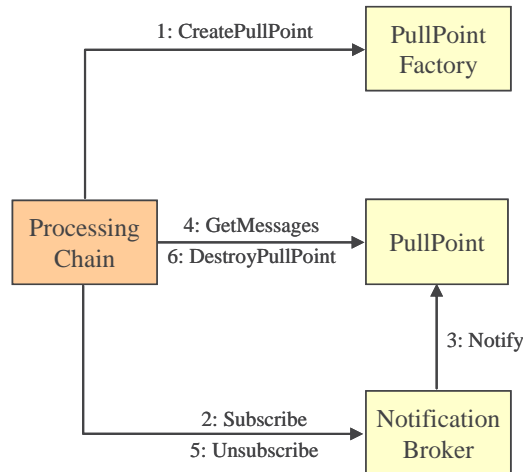 1: CreatePullPoint
PullPoint
Factory
Processing
Chain
4: GetMessages
6: DestroyPullPoint
PullPoint
3: Notify
2: Subscribe
5: Unsubscribe
Notification
Broker